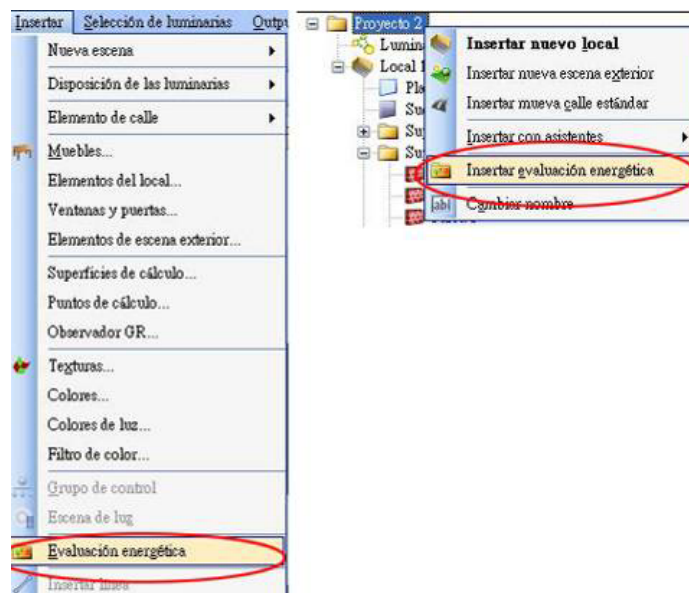 Insertar Selección de luminarias
Nueva escena
Disposición de las luminarias
Elemento de calle
Muebles...
Elementos del local...
Ventanas y puertas...
Elementos de escena exterior...
Superficies de cálculo...
Puntos de cálculo...
Observador GR...
Texturas...
Colores...
Colores de luz...
Filtro de color...
Grupo de control
Escena de luz
Evaluación energética
Insertar línea
Proyecto 2
Insertar nuevo local
Insertar nueva escena exterior
Insertar mueva calle estándar
Insertar con asistentes
Insertar evaluación energética
Cambiar nombre